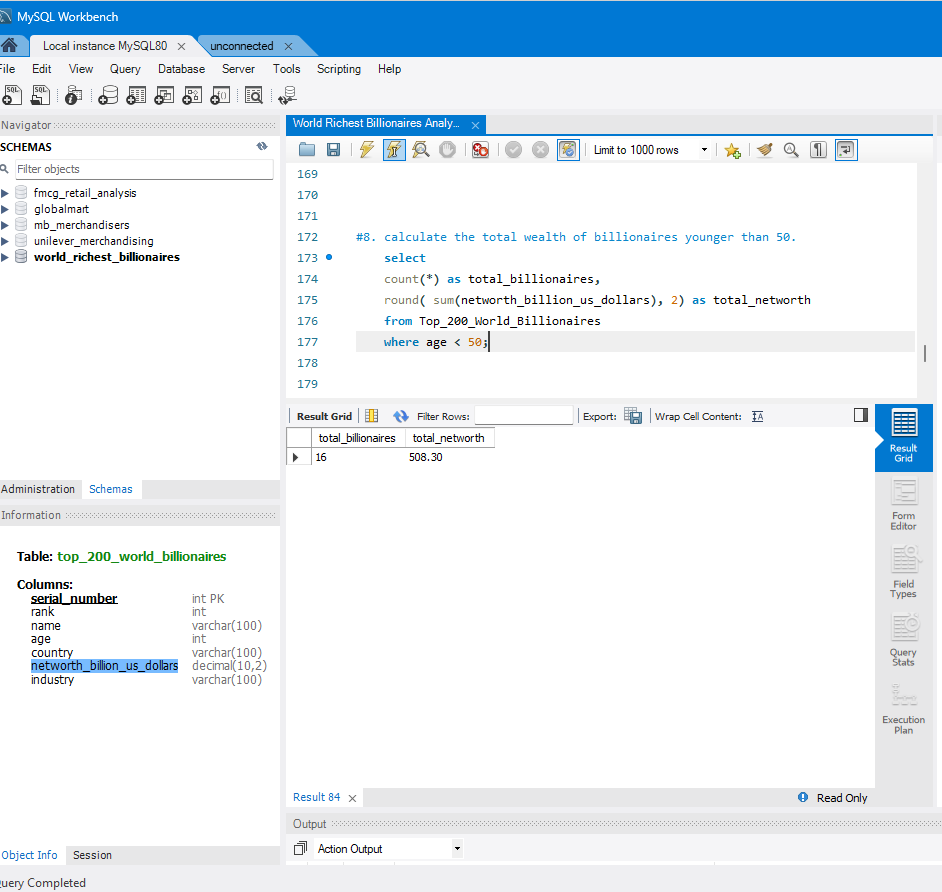 MySQL Workbench
Local instance MySQL80
unconnected
File Edit View Query Database Server Tools Scripting Help
Navigator
SCHEMAS
Filter objects
fmcg_retail_analysis
globalmart
mb_merchandisers
unilever_merchandising
world_richest_billionaires
Administration Schemas
Information
Table: top_200_world_billionaires
Columns:
serial_number int PK
rank int
name varchar(100)
age int
country varchar(100)
networth_billion_us_dollars decimal(10,2)
industry varchar(100)
Object Info Session
Query Completed
World Richest Billionaires Analy...
Limit to 1000 rows
169
170
171
172 #8. calculate the total wealth of billionaires younger than 50.
173 select
174 count(*) as total_billionaires,
175 round( sum(networth_billion_us_dollars), 2) as total_networth
176 from Top_200_World_Billionaires
177 where age < 50;
178
179
Result Grid Filter Rows: Export: Wrap Cell Content:
total_billionaires total_networth
16 508.30
Result Grid
Form Editor
Field Types
Query Stats
Execution Plan
Result 84
Read Only
Output
Action Output